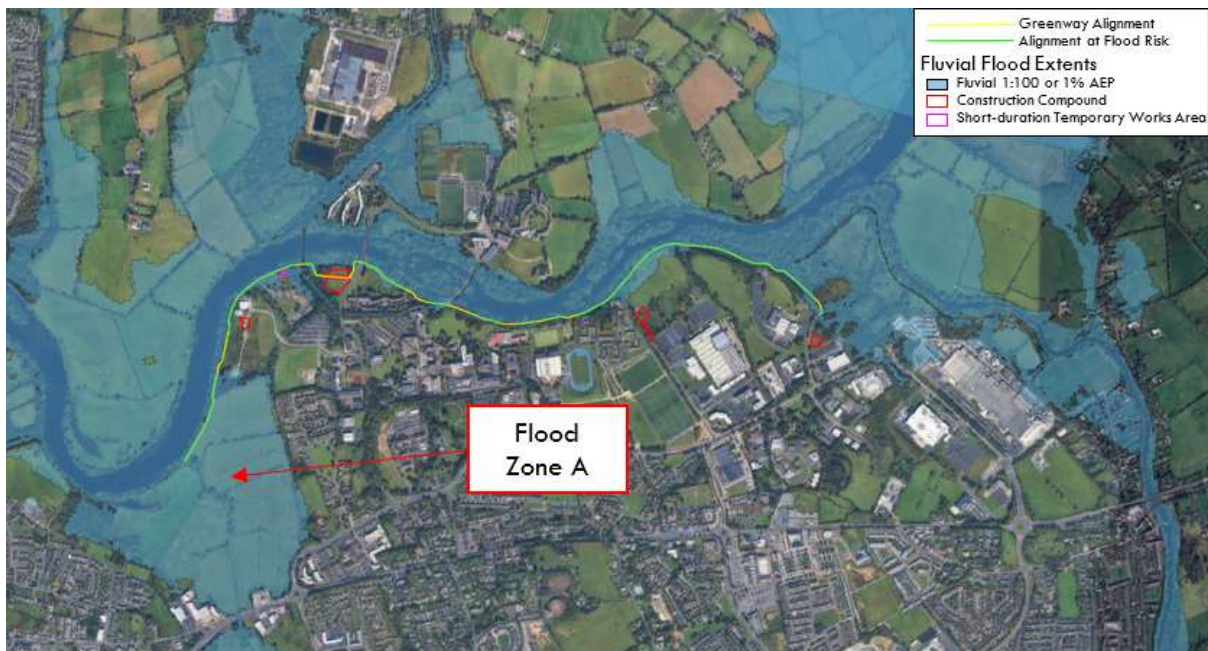 Greenway Alignment
Alignment at Flood Risk
Fluvial Flood Extents
Fluvial 1:100 or 1% AEP
Construction Compound
Short-duration Temporary Works Area
Flood
Zone A